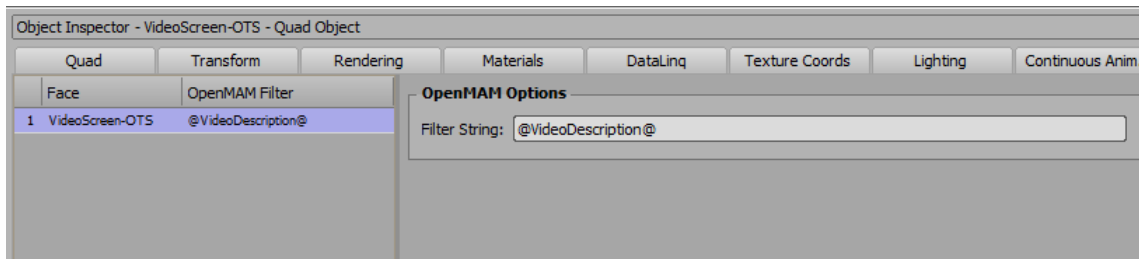 Object Inspector - VideoScreen-OTS - Quad Object
Quad Transform Rendering Materials DataLinq Texture Coords Lighting Continuous Anim
Face OpenMAM Filter
OpenMAM Options
1 VideoScreen-OTS @VideoDescription@
Filter String: @VideoDescription@